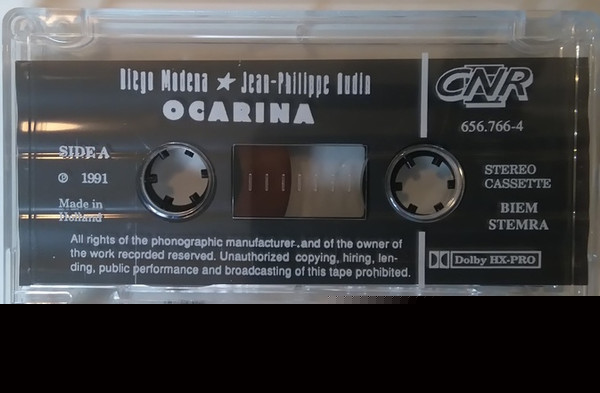 Diego Modena ★ Jean-Philippe Audin
OCARINA
CNR
656.766-4
SIDE A
℗ 1991
Made in
Holland
STEREO
CASSETTE
BIEM
STEMRA
All rights of the phonographic manufacturer and of the owner of
the work recorded reserved. Unauthorized copying, hiring, len-
ding, public performance and broadcasting of this tape prohibited.
Dolby HX-PRO